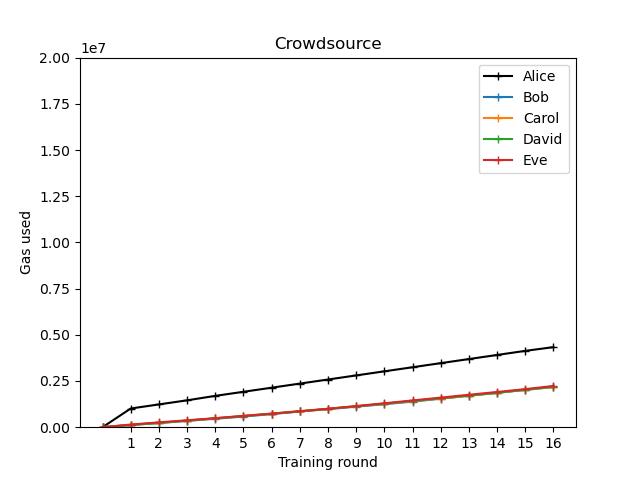 Crowdsource
1e7
2.00
1.75
1.50
1.25
1.00
0.75
0.50
0.25
0.00
Gas used
Alice
Bob
Carol
David
Eve
1 2 3 4 5 6 7 8 9 10 11 12 13 14 15 16
Training round